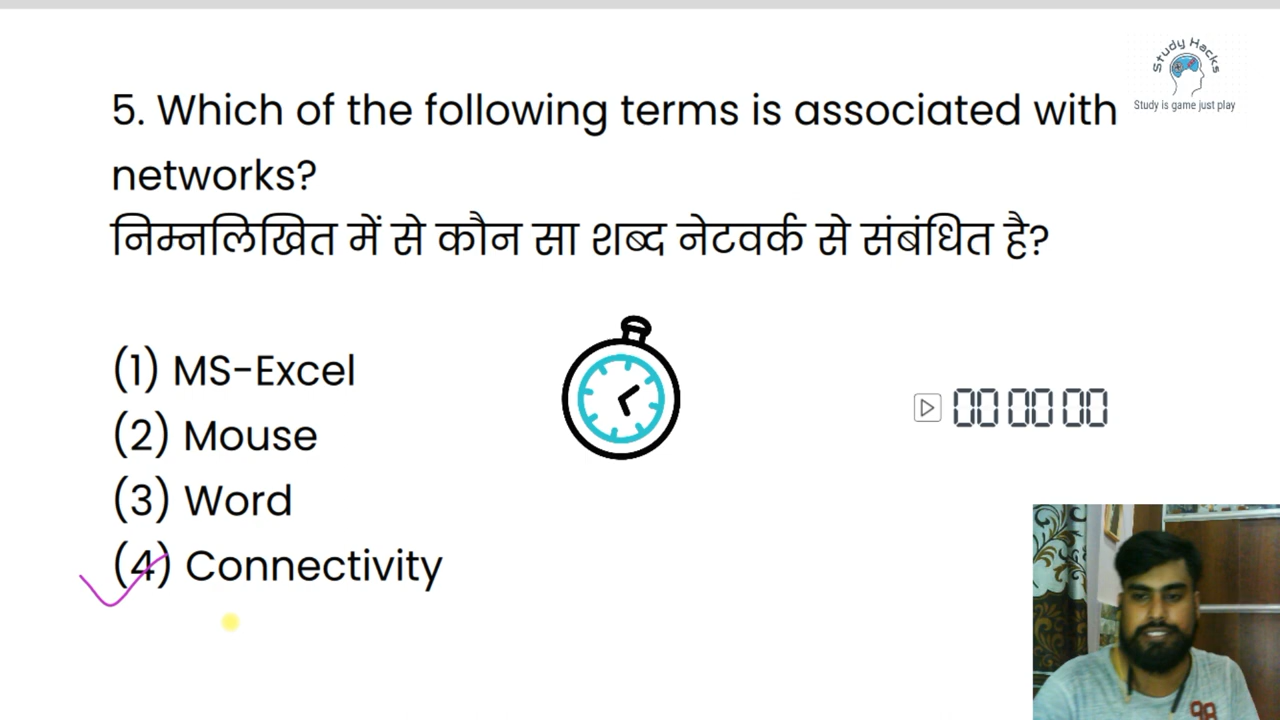 Study Hacks
Study is game just play
5. Which of the following terms is associated with
networks?
निम्नलिखित में से कौन सा शब्द नेटवर्क से संबंधित है?
(1) MS-Excel
(2) Mouse
(3) Word
(4) Connectivity
00 00 00
99